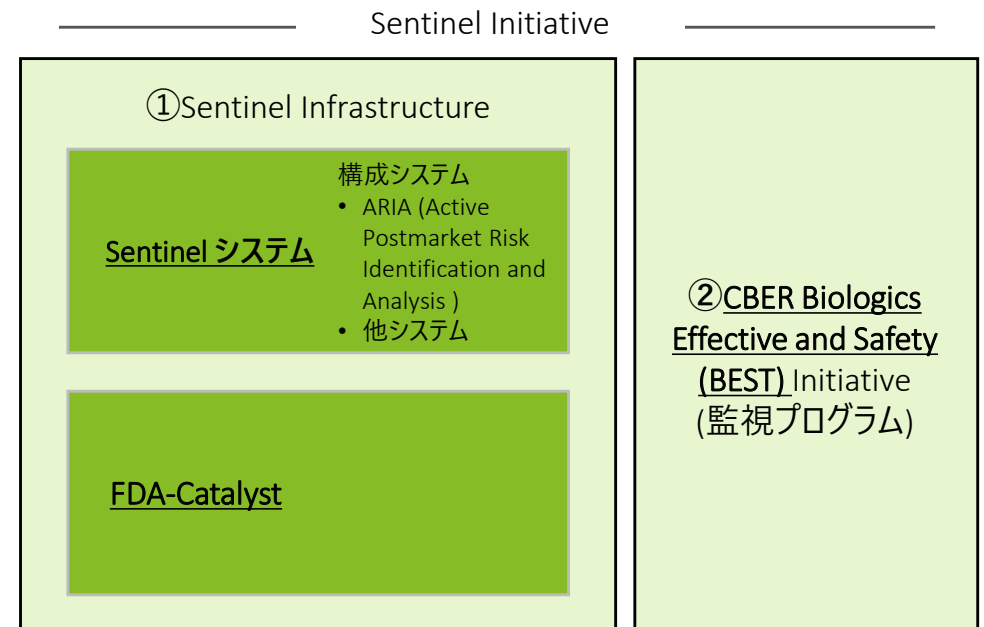 Sentinel Initiative
①Sentinel Infrastructure
Sentinel システム
構成システム
• ARIA (Active
Postmarket Risk
Identification and
Analysis )
• 他システム
FDA-Catalyst
②CBER Biologics
Effective and Safety
(BEST) Initiative
(監視プログラム)